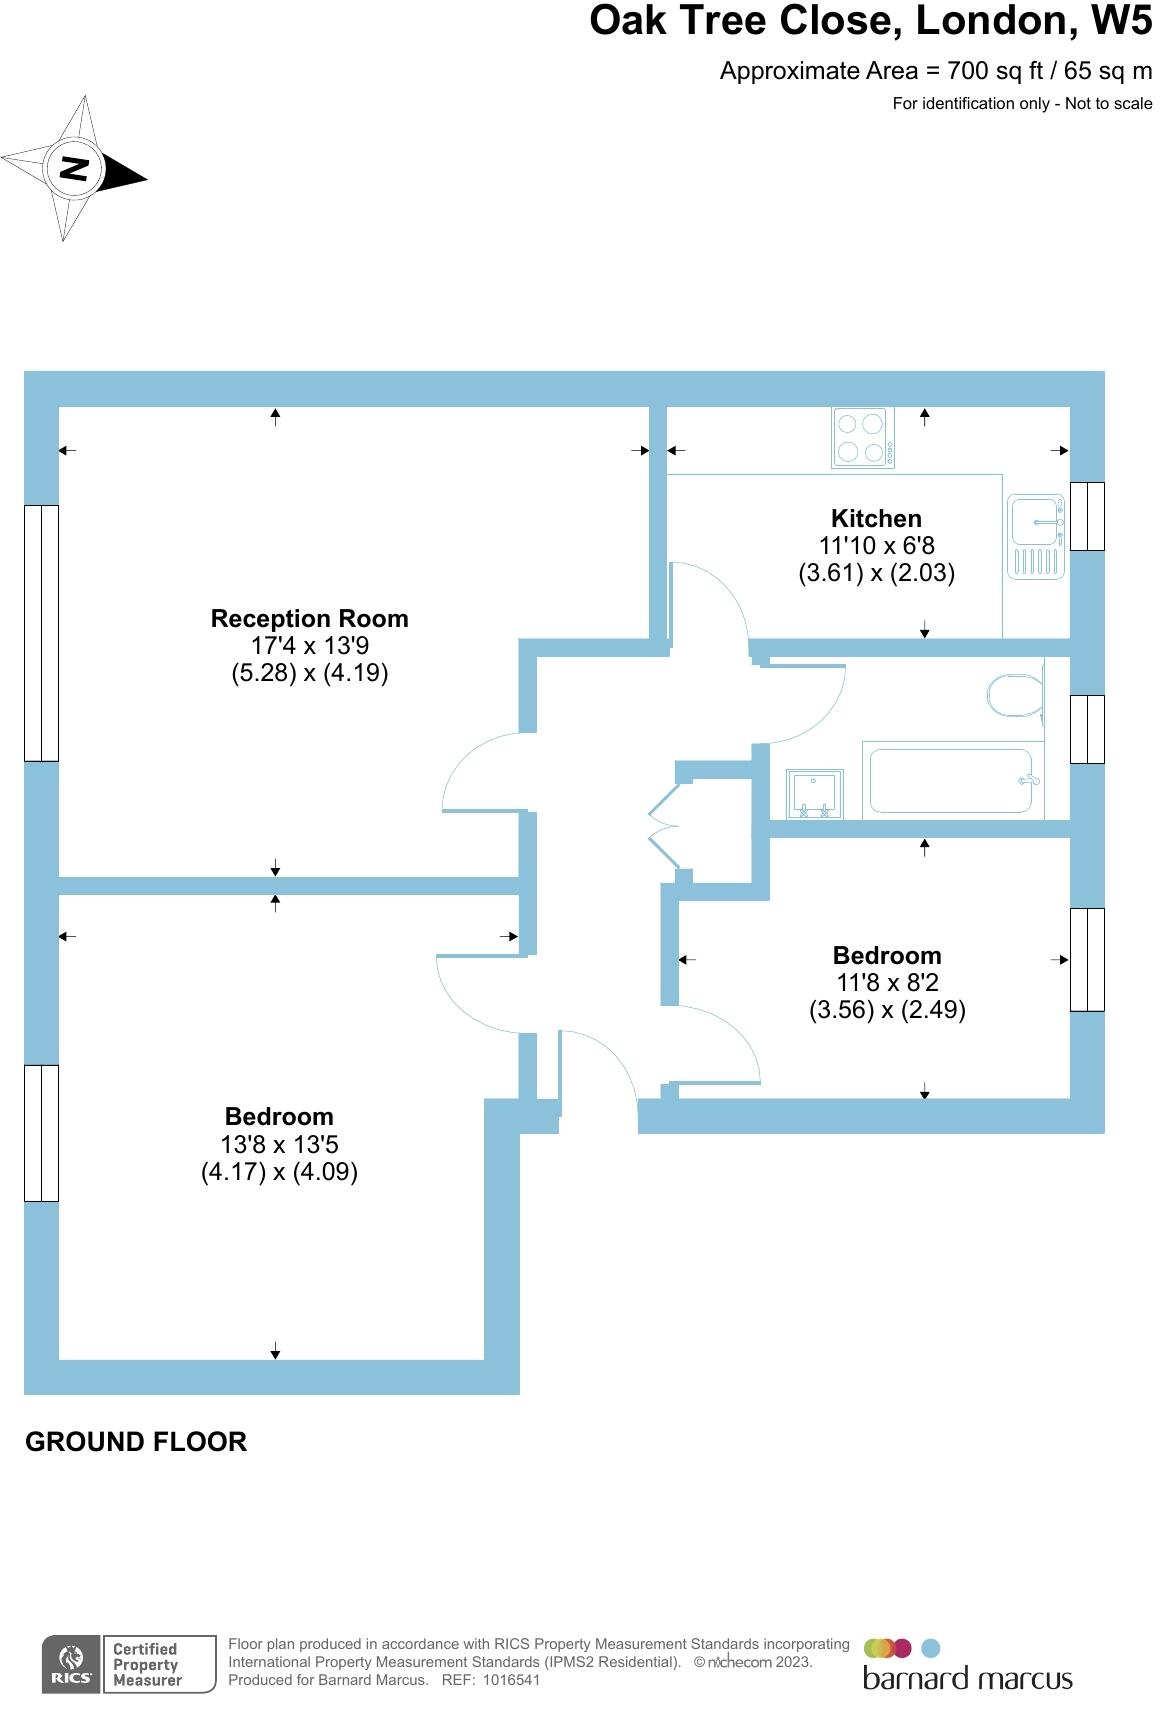 Oak Tree Close, London, W5
Approximate Area = 700 sq ft / 65 sq m
For identification only - Not to scale
N
Kitchen
11'10 x 6'8
(3.61) x (2.03)
Reception Room
17'4 x 13'9
(5.28) x (4.19)
Bedroom
11'8 x 8'2
(3.56) x (2.49)
Bedroom
13'8 x 13'5
(4.17) x (4.09)
GROUND FLOOR
RICS
Certified
Property
Measurer
Floor plan produced in accordance with RICS Property Measurement Standards incorporating
International Property Measurement Standards (IPMS2 Residential). © nıchecom 2023.
Produced for Barnard Marcus. REF: 1016541
barnard marcus